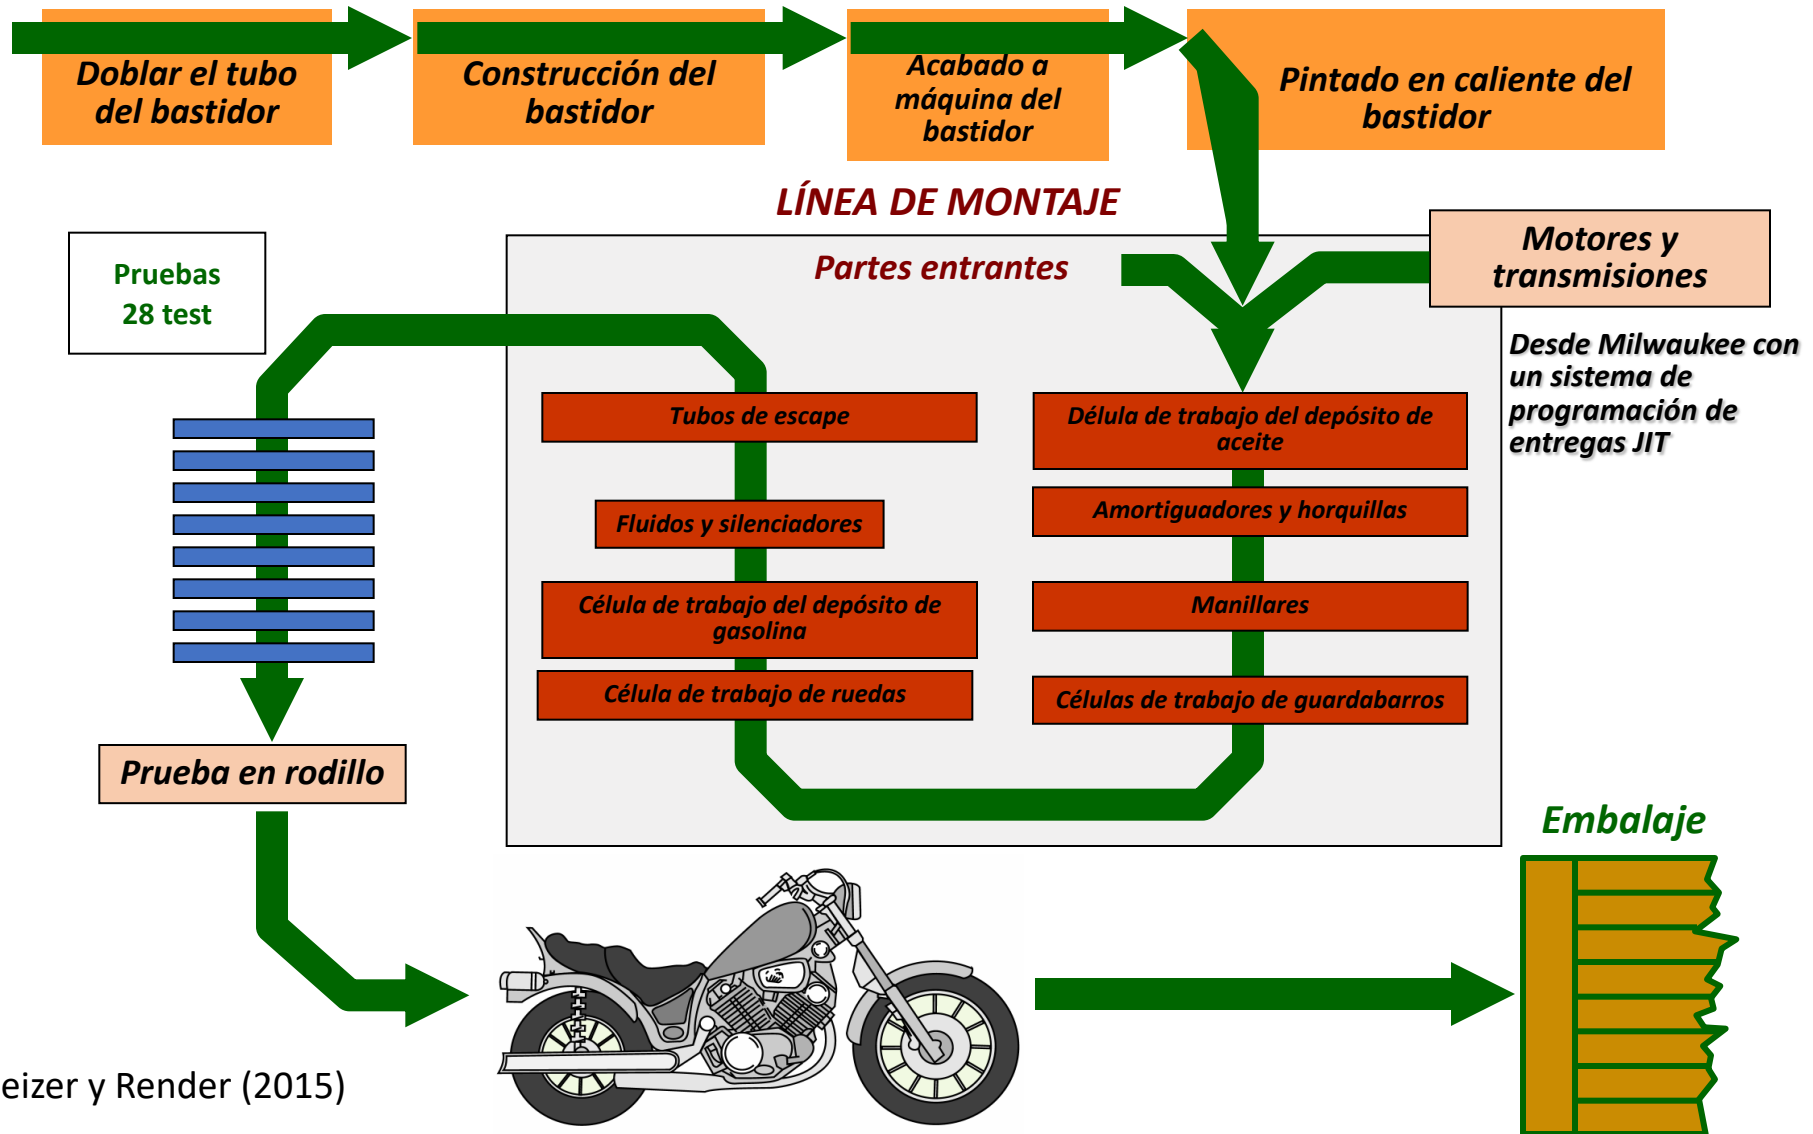 Doblar el tubo
del bastidor
Construcción del
bastidor
Acabado a
máquina del
bastidor
Pintado en caliente del
bastidor
LÍNEA DE MONTAJE
Partes entrantes
Motores y
transmisiones
Desde Milwaukee con
un sistema de
programación de
entregas JIT
Pruebas
28 test
Tubos de escape
Fluidos y silenciadores
Célula de trabajo del depósito de
gasolina
Célula de trabajo de ruedas
Délula de trabajo del depósito de
aceite
Amortiguadores y horquillas
Manillares
Células de trabajo de guardabarros
Prueba en rodillo
Embalaje
eizer y Render (2015)